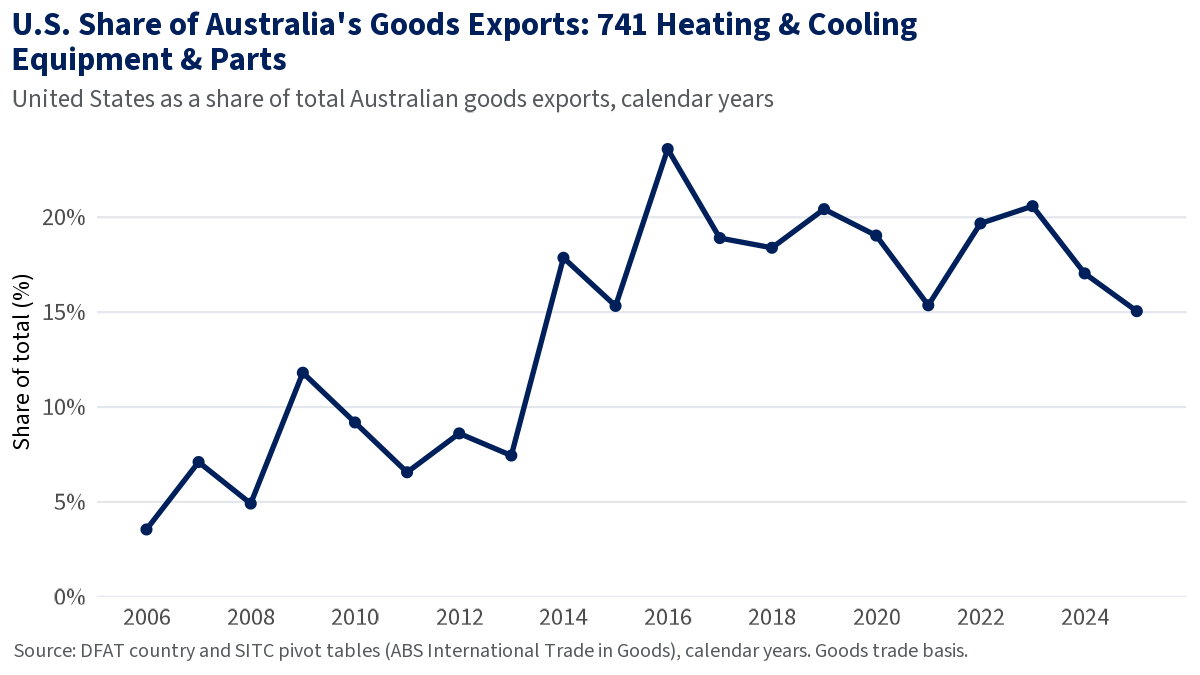 U.S. Share of Australia's Goods Exports: 741 Heating & Cooling
Equipment & Parts
United States as a share of total Australian goods exports, calendar years
Share of total (%)
20%
15%
10%
5%
0%
2006 2008 2010 2012 2014 2016 2018 2020 2022 2024
Source: DFAT country and SITC pivot tables (ABS International Trade in Goods), calendar years. Goods trade basis.